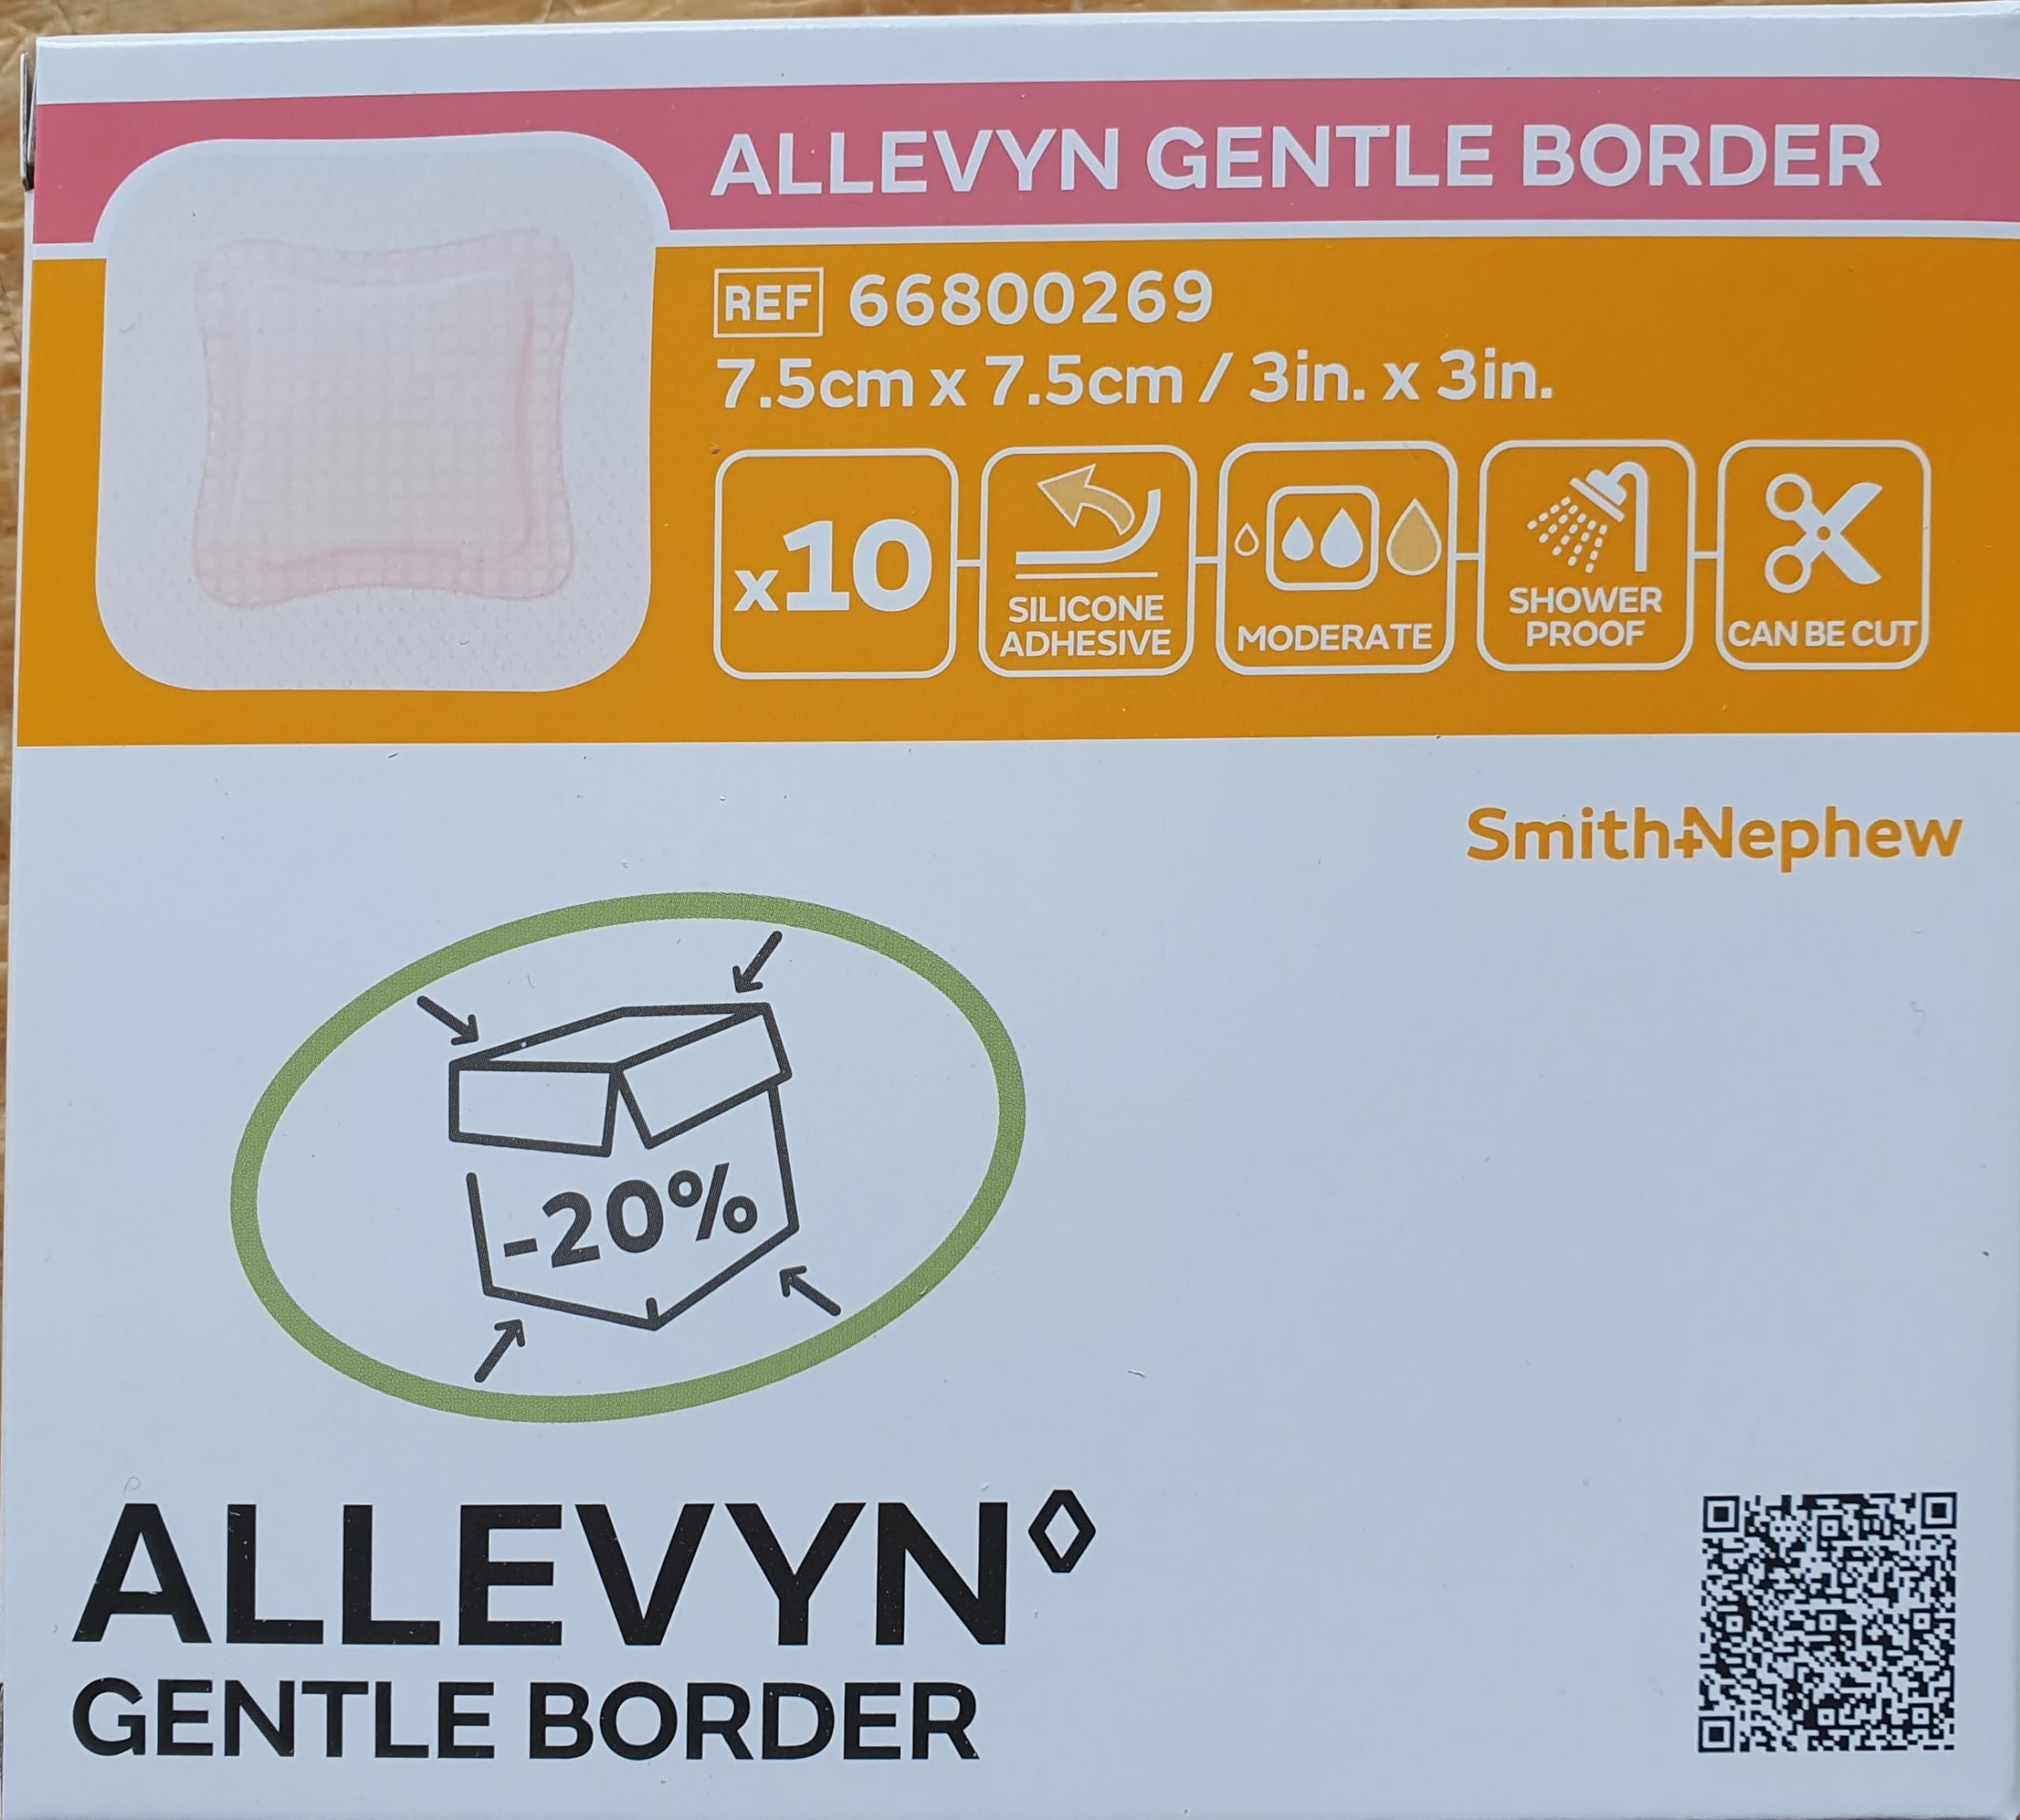 ALLEVYN GENTLE BORDER
REF 66800269
7.5cm x 7.5cm / 3in. x 3in.
x10
SILICONE
ADHESIVE
MODERATE
SHOWER
PROOF
CAN BE CUT
Smith+Nephew
-20%
ALLEVYN◊
GENTLE BORDER